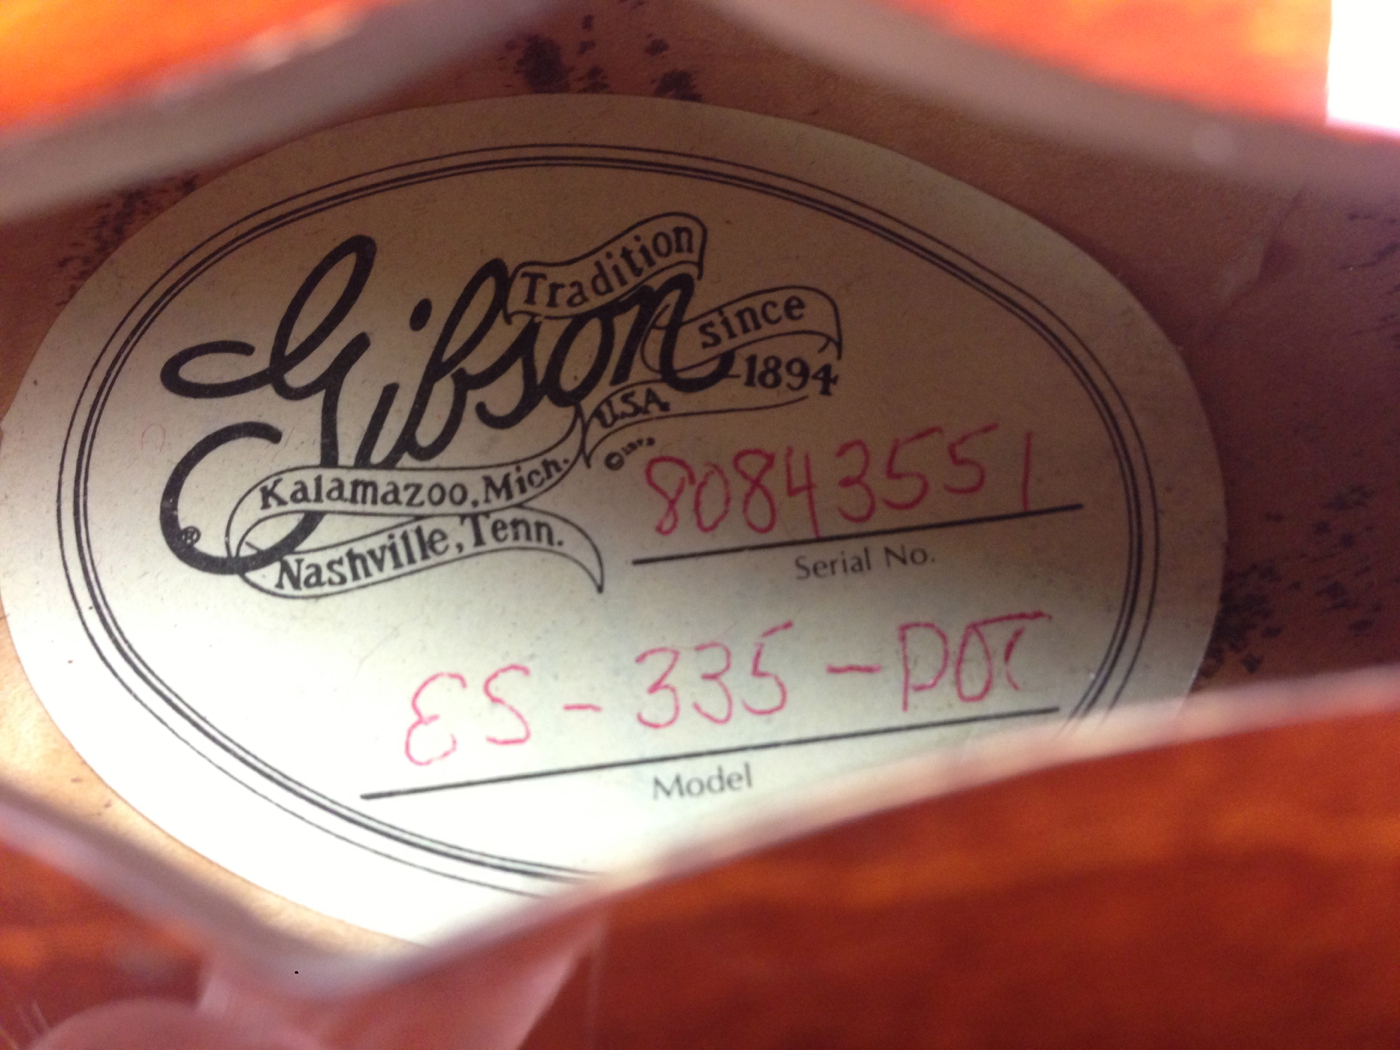 Gibson
Tradition
since
1894
U.S.A.
Kalamazoo, Mich.
Nashville, Tenn.
®
80843551
Serial No.
ES-335-DOT
Model